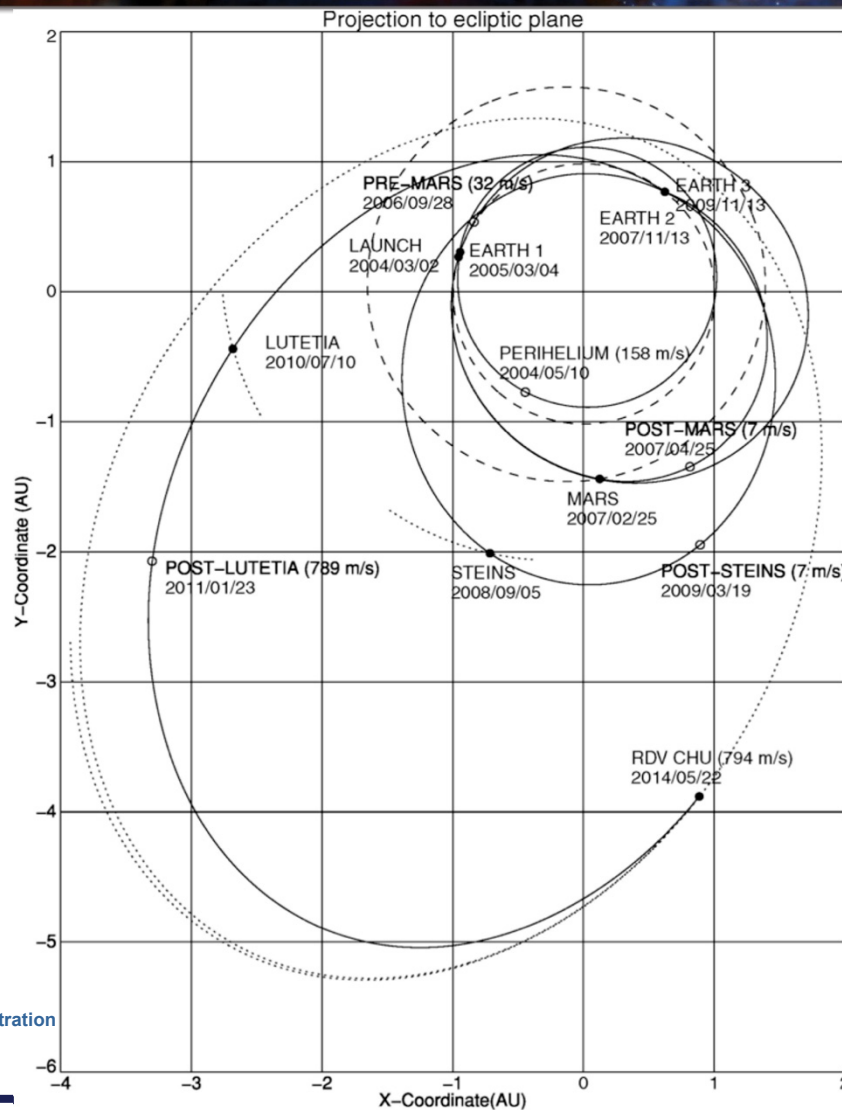 Projection to ecliptic plane
2
1
0
−1
−2
−3
−4
−5
−6
Y−Coordinate (AU)
PRE−MARS (32 m/s)
2006/09/28
EARTH 3
2009/11/13
EARTH 2
2007/11/13
LAUNCH
2004/03/02
EARTH 1
2005/03/04
LUTETIA
2010/07/10
PERIHELIUM (158 m/s)
2004/05/10
POST−MARS (7 m/s)
2007/04/25
MARS
2007/02/25
POST−LUTETIA (789 m/s)
2011/01/23
STEINS
2008/09/05
POST−STEINS (7 m/s
2009/03/19
RDV CHU (794 m/s)
2014/05/22
tration
−4
−3
−2
−1
0
1
2
X−Coordinate(AU)